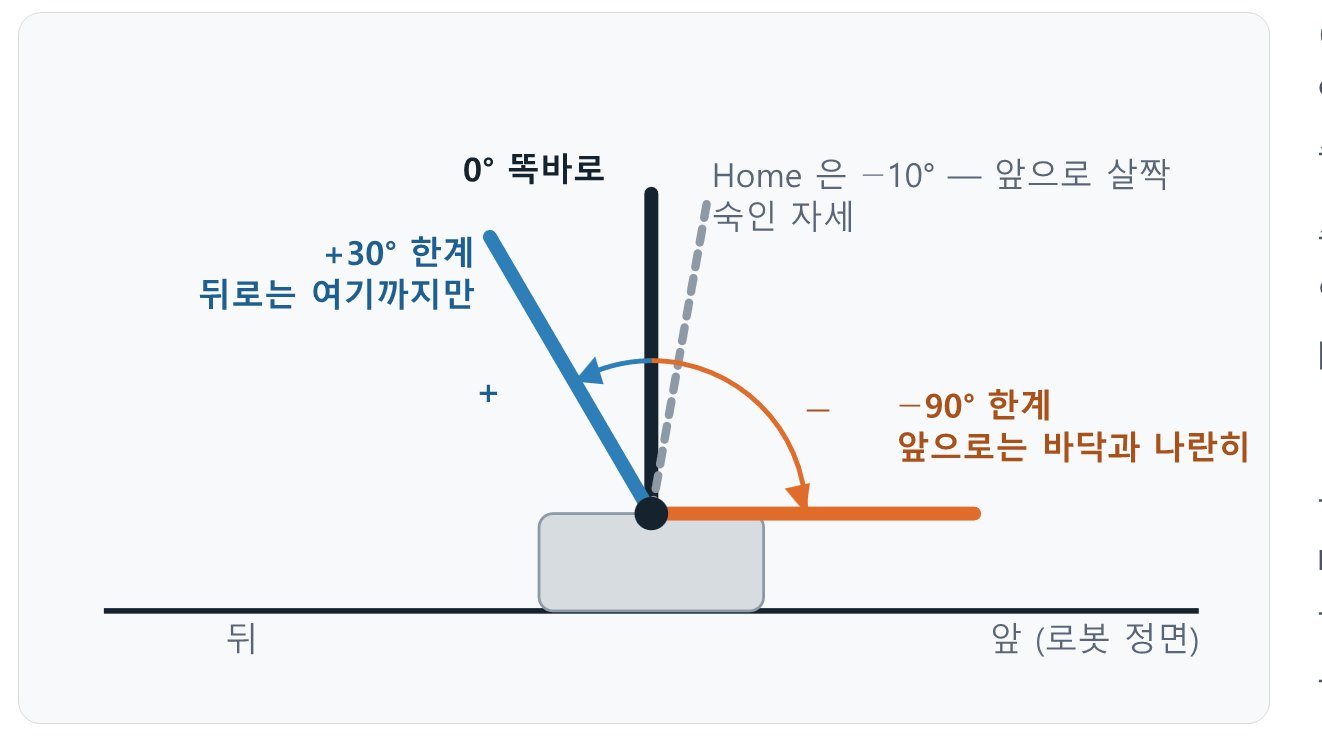 0° 똑바로
Home 은 −10° — 앞으로 살짝
숙인 자세
+30° 한계
뒤로는 여기까지만
+
−
−90° 한계
앞으로는 바닥과 나란히
뒤
앞 (로봇 정면)